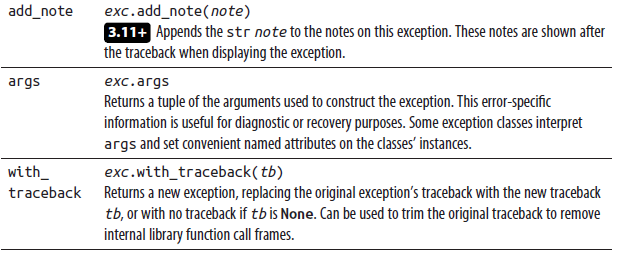 add_note exc.add_note(note)
3.11+ Appends the str note to the notes on this exception. These notes are shown after
the traceback when displaying the exception.
args exc.args
Returns a tuple of the arguments used to construct the exception. This error-specific
information is useful for diagnostic or recovery purposes. Some exception classes interpret
args and set convenient named attributes on the classes’ instances.
with_ exc.with_traceback(tb)
traceback Returns a new exception, replacing the original exception’s traceback with the new traceback
tb, or with no traceback if tb is None. Can be used to trim the original traceback to remove
internal library function call frames.